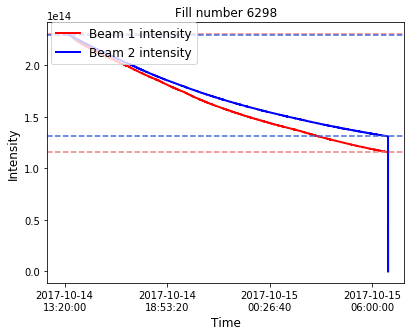 Fill number 6298
1e14
Beam 1 intensity
Beam 2 intensity
2.0
1.5
1.0
0.5
0.0
Intensity
2017-10-14
13:20:00
2017-10-14
18:53:20
2017-10-15
00:26:40
2017-10-15
06:00:00
Time